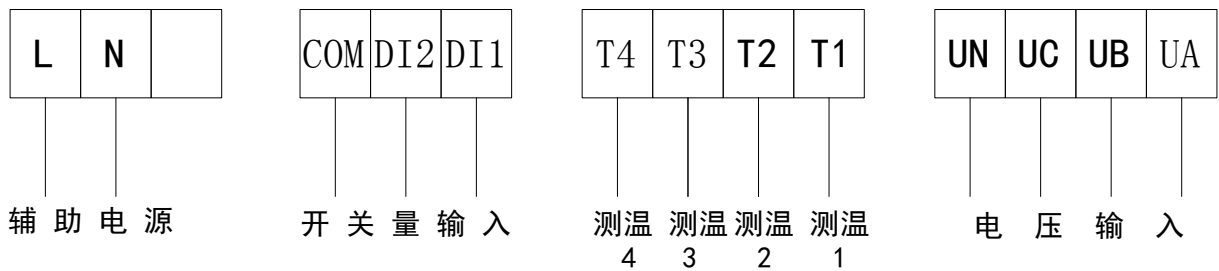 L N COM DI2 DI1 T4 T3 T2 T1 UN UC UB UA
辅助电源 开关量输入 测温 测温 测温 测温 电压输入
4 3 2 1